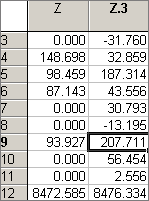 Z Z.3
3 0.000 -31.760
4 148.698 32.859
5 98.459 187.314
6 87.143 43.556
7 0.000 30.793
8 0.000 -13.195
9 93.927 207.711
10 0.000 56.454
11 0.000 2.556
12 8472.585 8476.334